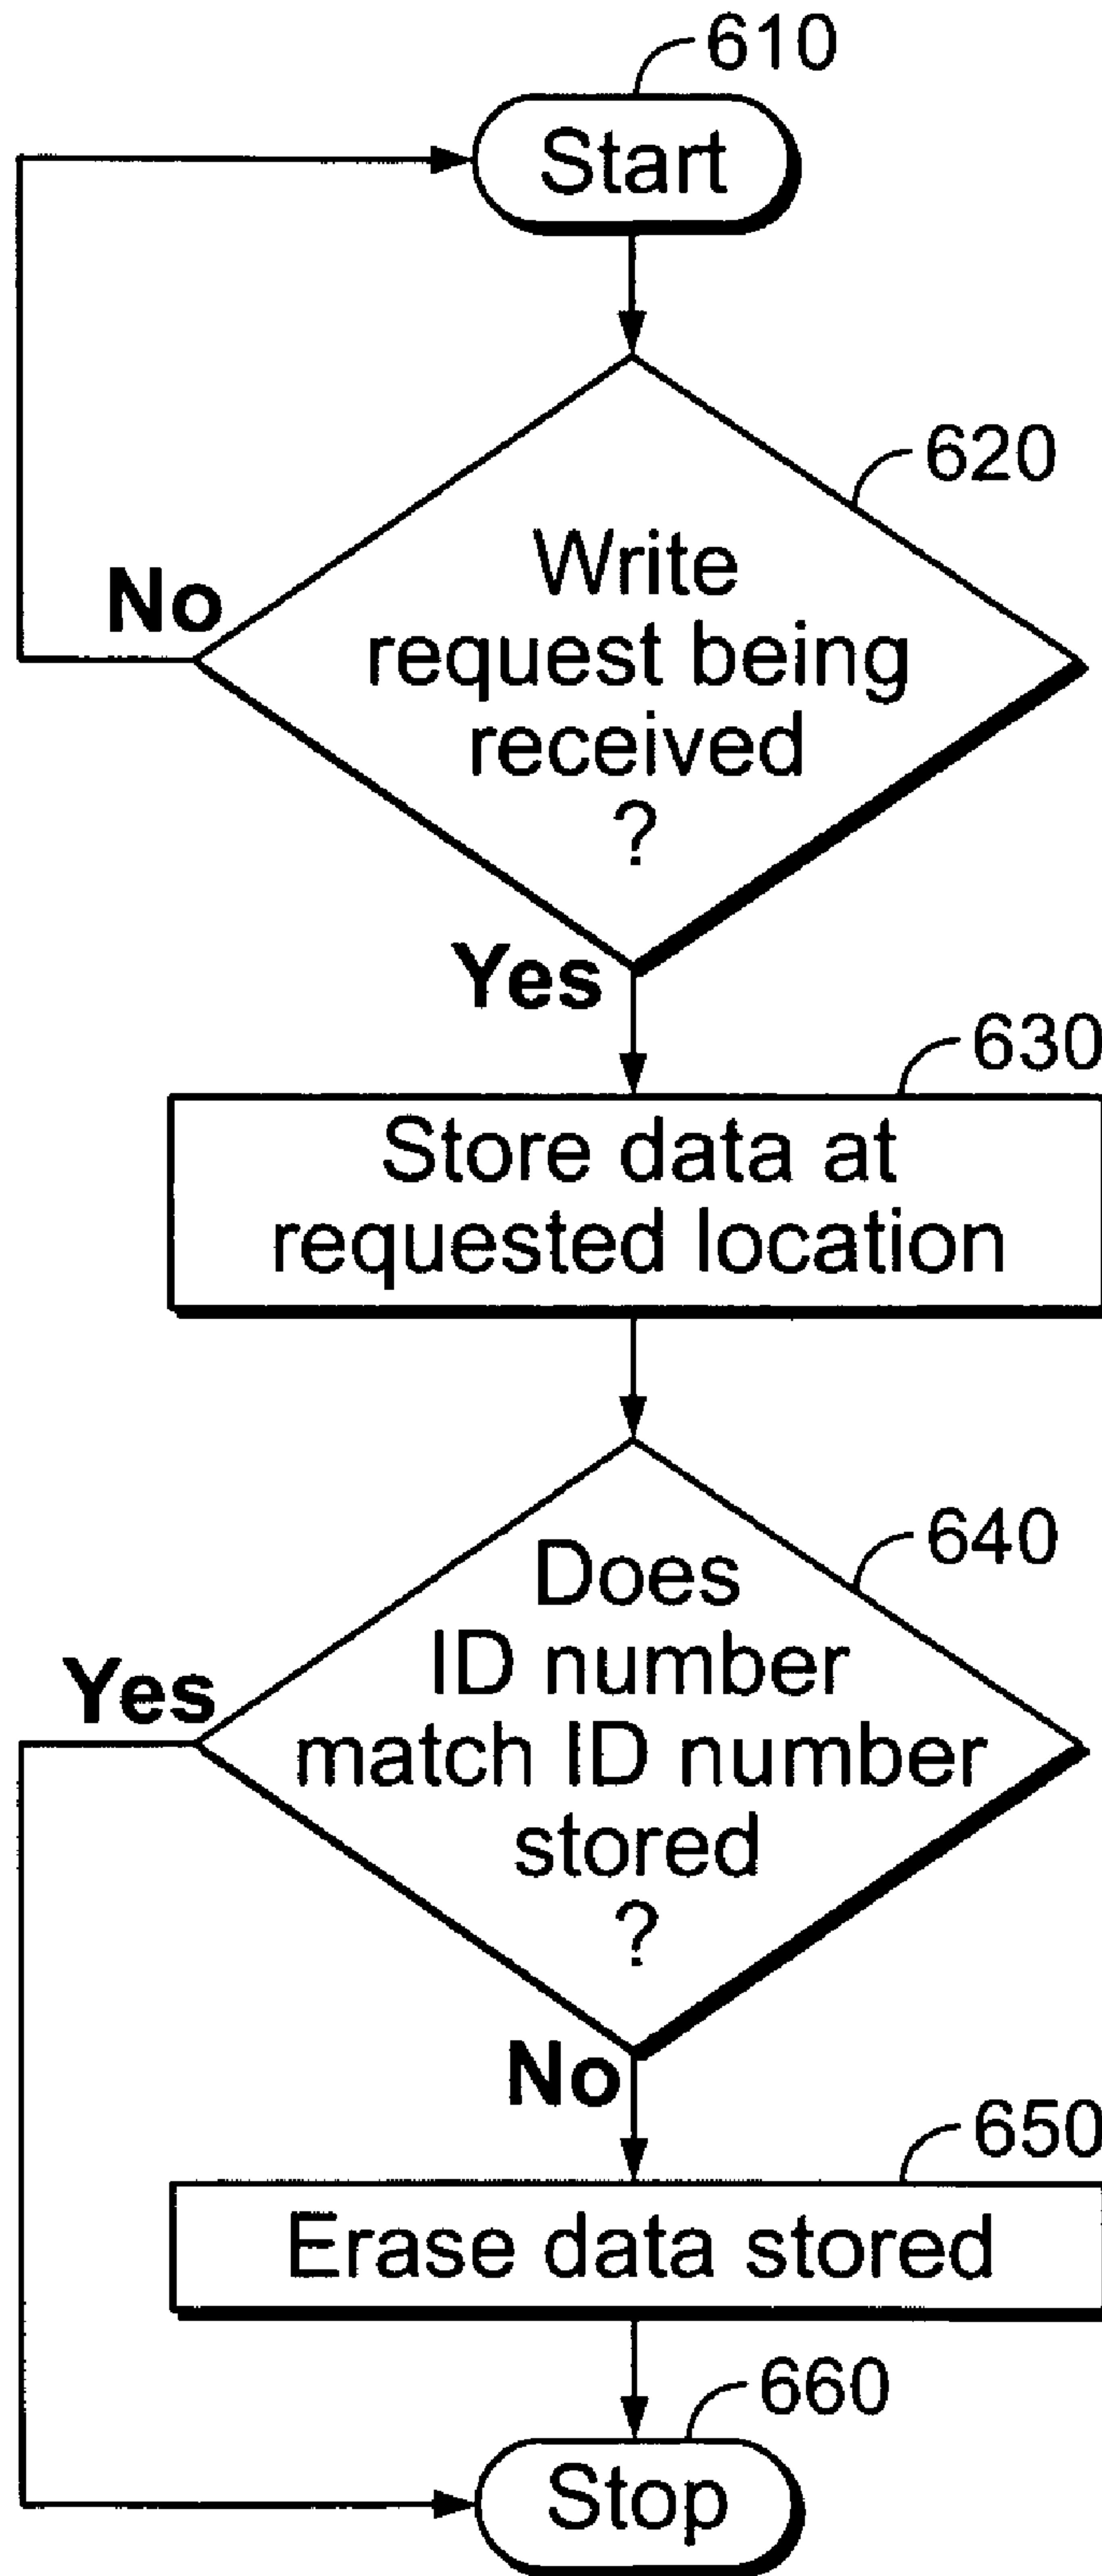 610
Start
620
Write
request being
received
?
No
Yes
630
Store data at
requested location
640
Does
ID number
match ID number
stored
?
Yes
No
650
Erase data stored
660
Stop